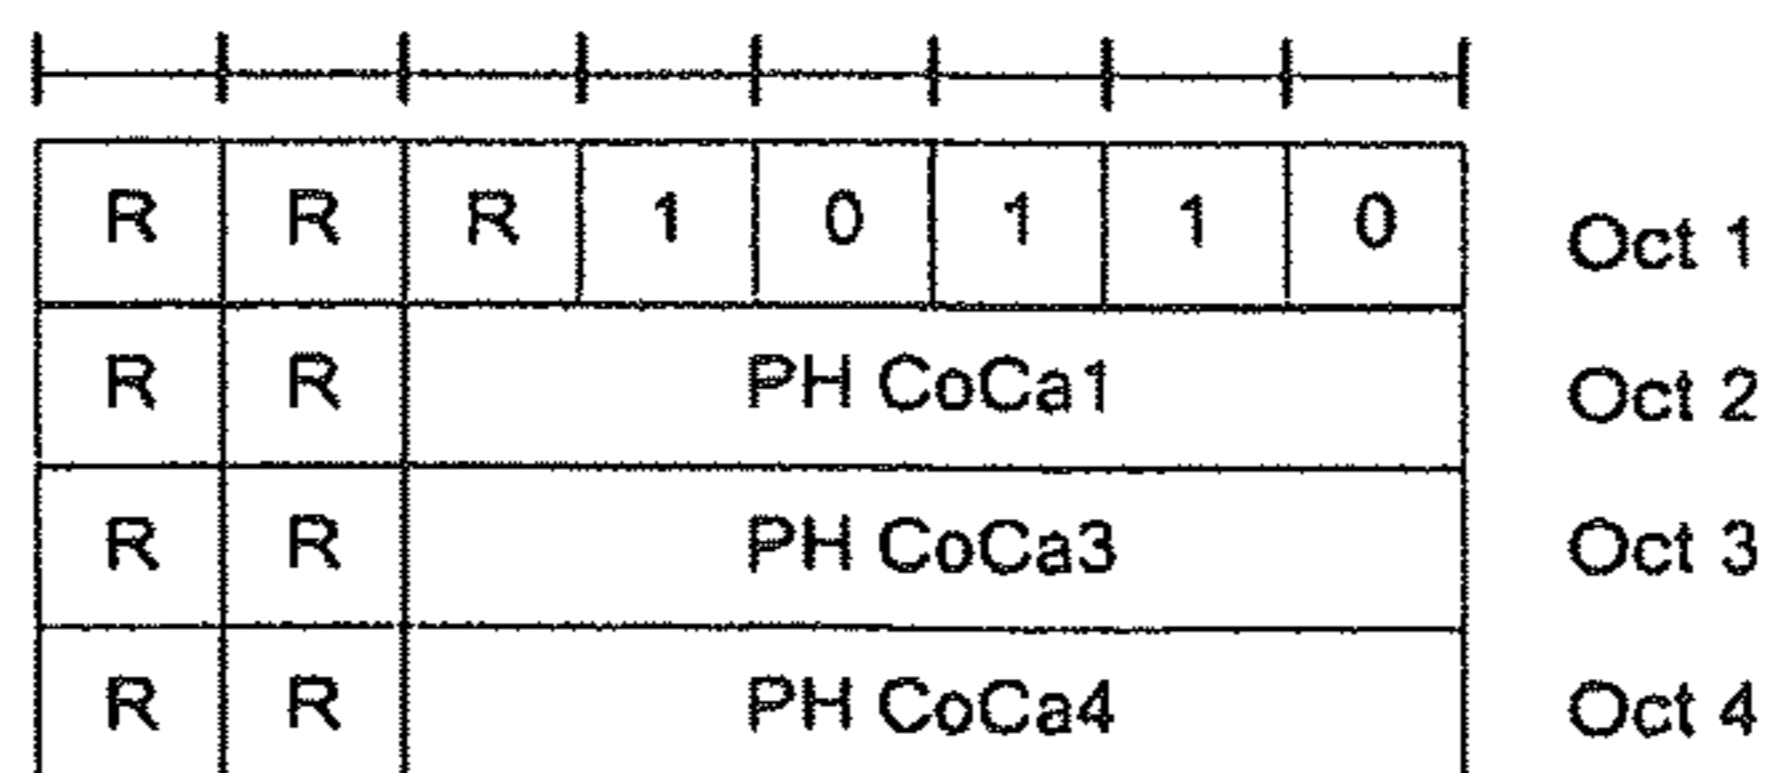 R R R 1 0 1 1 0 Oct 1
R R PH CoCa1 Oct 2
R R PH CoCa3 Oct 3
R R PH CoCa4 Oct 4